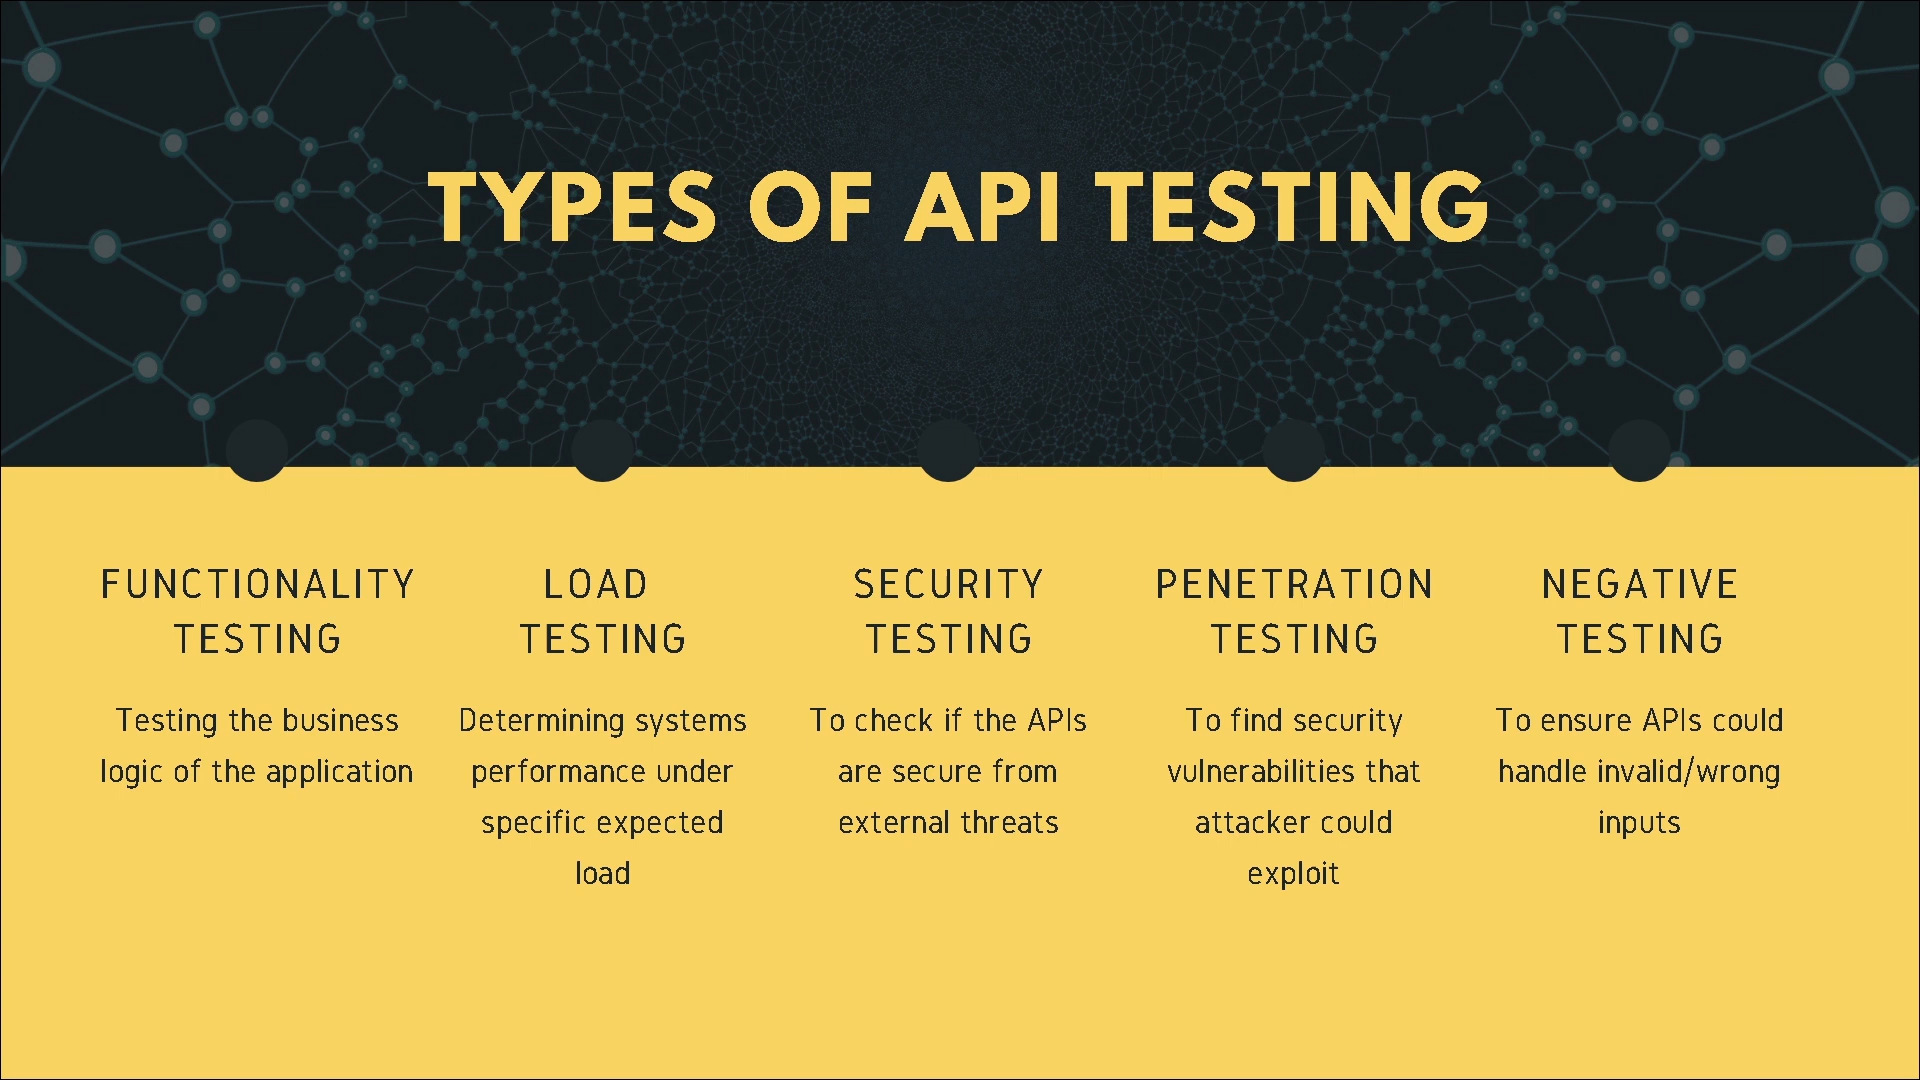 TYPES OF API TESTING
FUNCTIONALITY
TESTING
Testing the business
logic of the application
LOAD
TESTING
Determining systems
performance under
specific expected
load
SECURITY
TESTING
To check if the APIs
are secure from
external threats
PENETRATION
TESTING
To find security
vulnerabilities that
attacker could
exploit
NEGATIVE
TESTING
To ensure APIs could
handle invalid/wrong
inputs